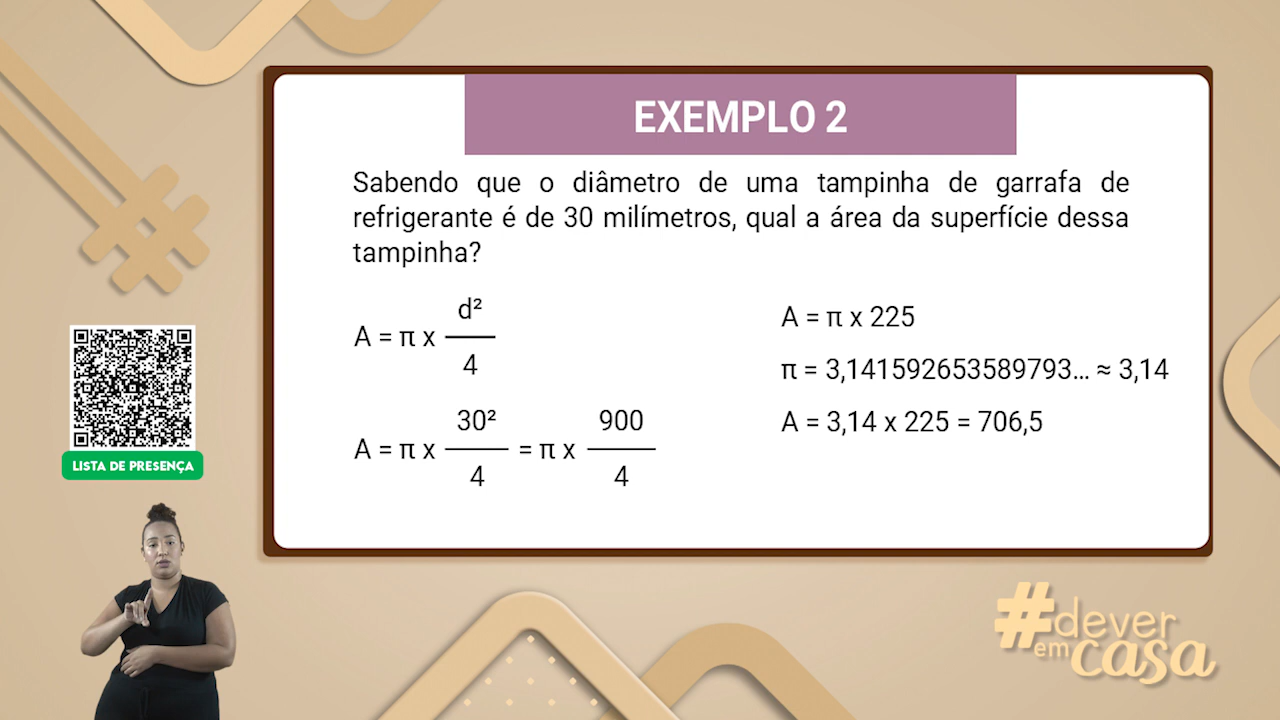 EXEMPLO 2
Sabendo que o diâmetro de uma tampinha de garrafa de
refrigerante é de 30 milímetros, qual a área da superfície dessa
tampinha?
A = π x d²/4
A = π x 30²/4 = π x 900/4
A = π x 225
π = 3,141592653589793... ≈ 3,14
A = 3,14 x 225 = 706,5
LISTA DE PRESENÇA
#dever
em casa